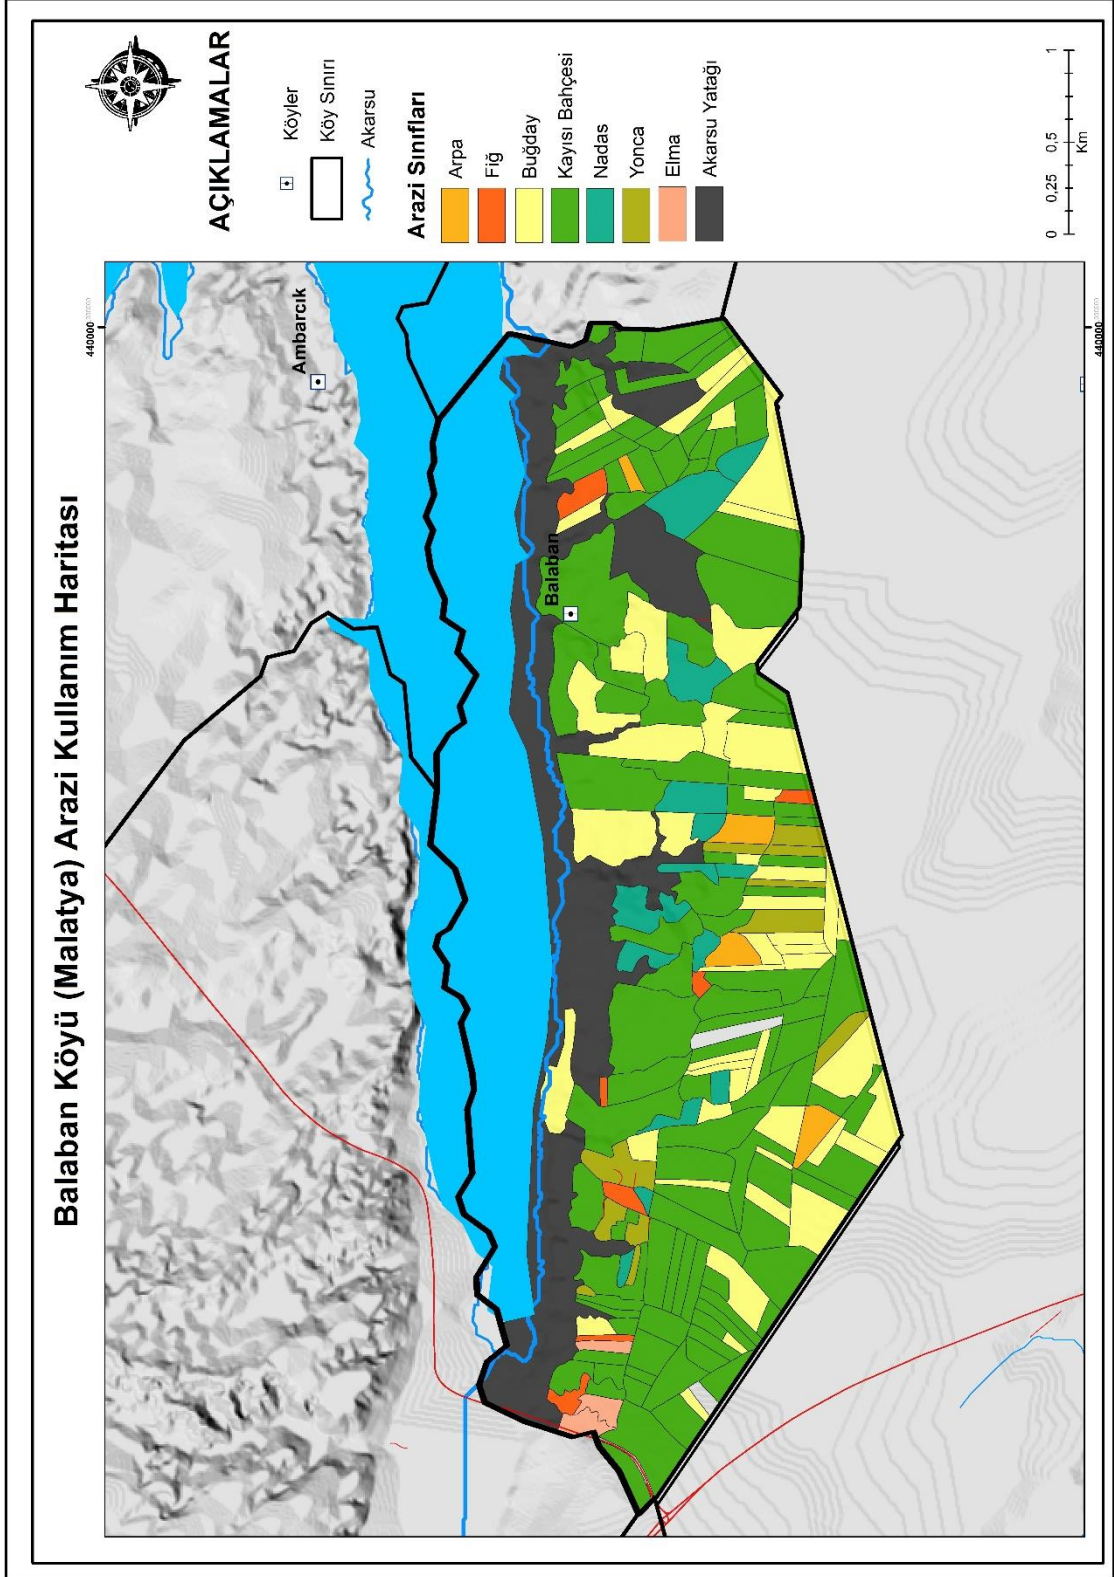 Balaban Köyü (Malatya) Arazi Kullanım Haritası
440000
Ambarcık
Balaban
440000
AÇIKLAMALAR
Köyler
Köy Sınırı
Akarsu
Arazi Sınıfları
Arpa
Fiğ
Buğday
Kayısı Bahçesi
Nadas
Yonca
Elma
Akarsu Yatağı
0 0,25 0,5 1
Km